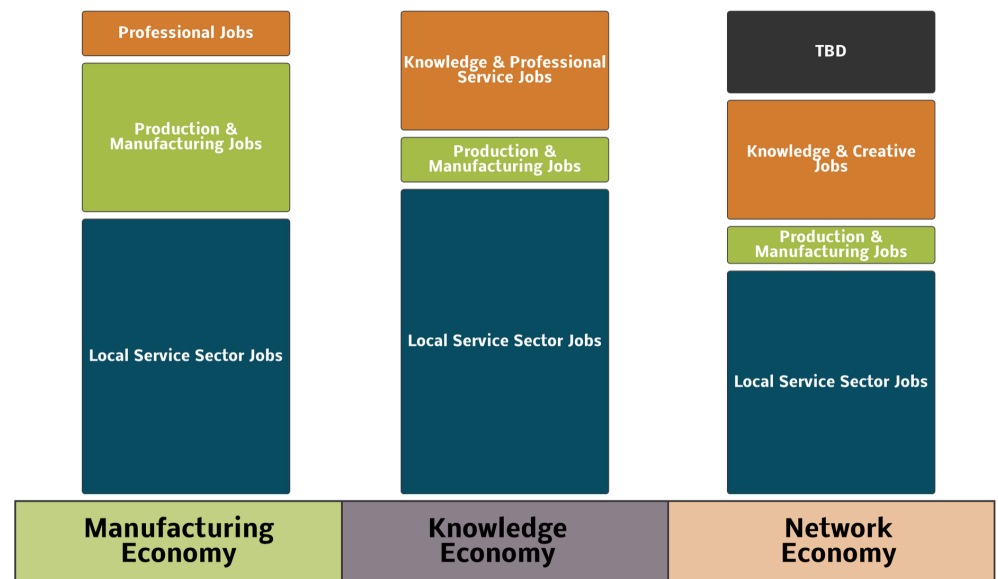 Professional Jobs
Production &
Manufacturing Jobs
Local Service Sector Jobs
Manufacturing
Economy
Knowledge & Professional
Service Jobs
Production &
Manufacturing Jobs
Local Service Sector Jobs
Knowledge
Economy
TBD
Knowledge & Creative
Jobs
Production &
Manufacturing Jobs
Local Service Sector Jobs
Network
Economy